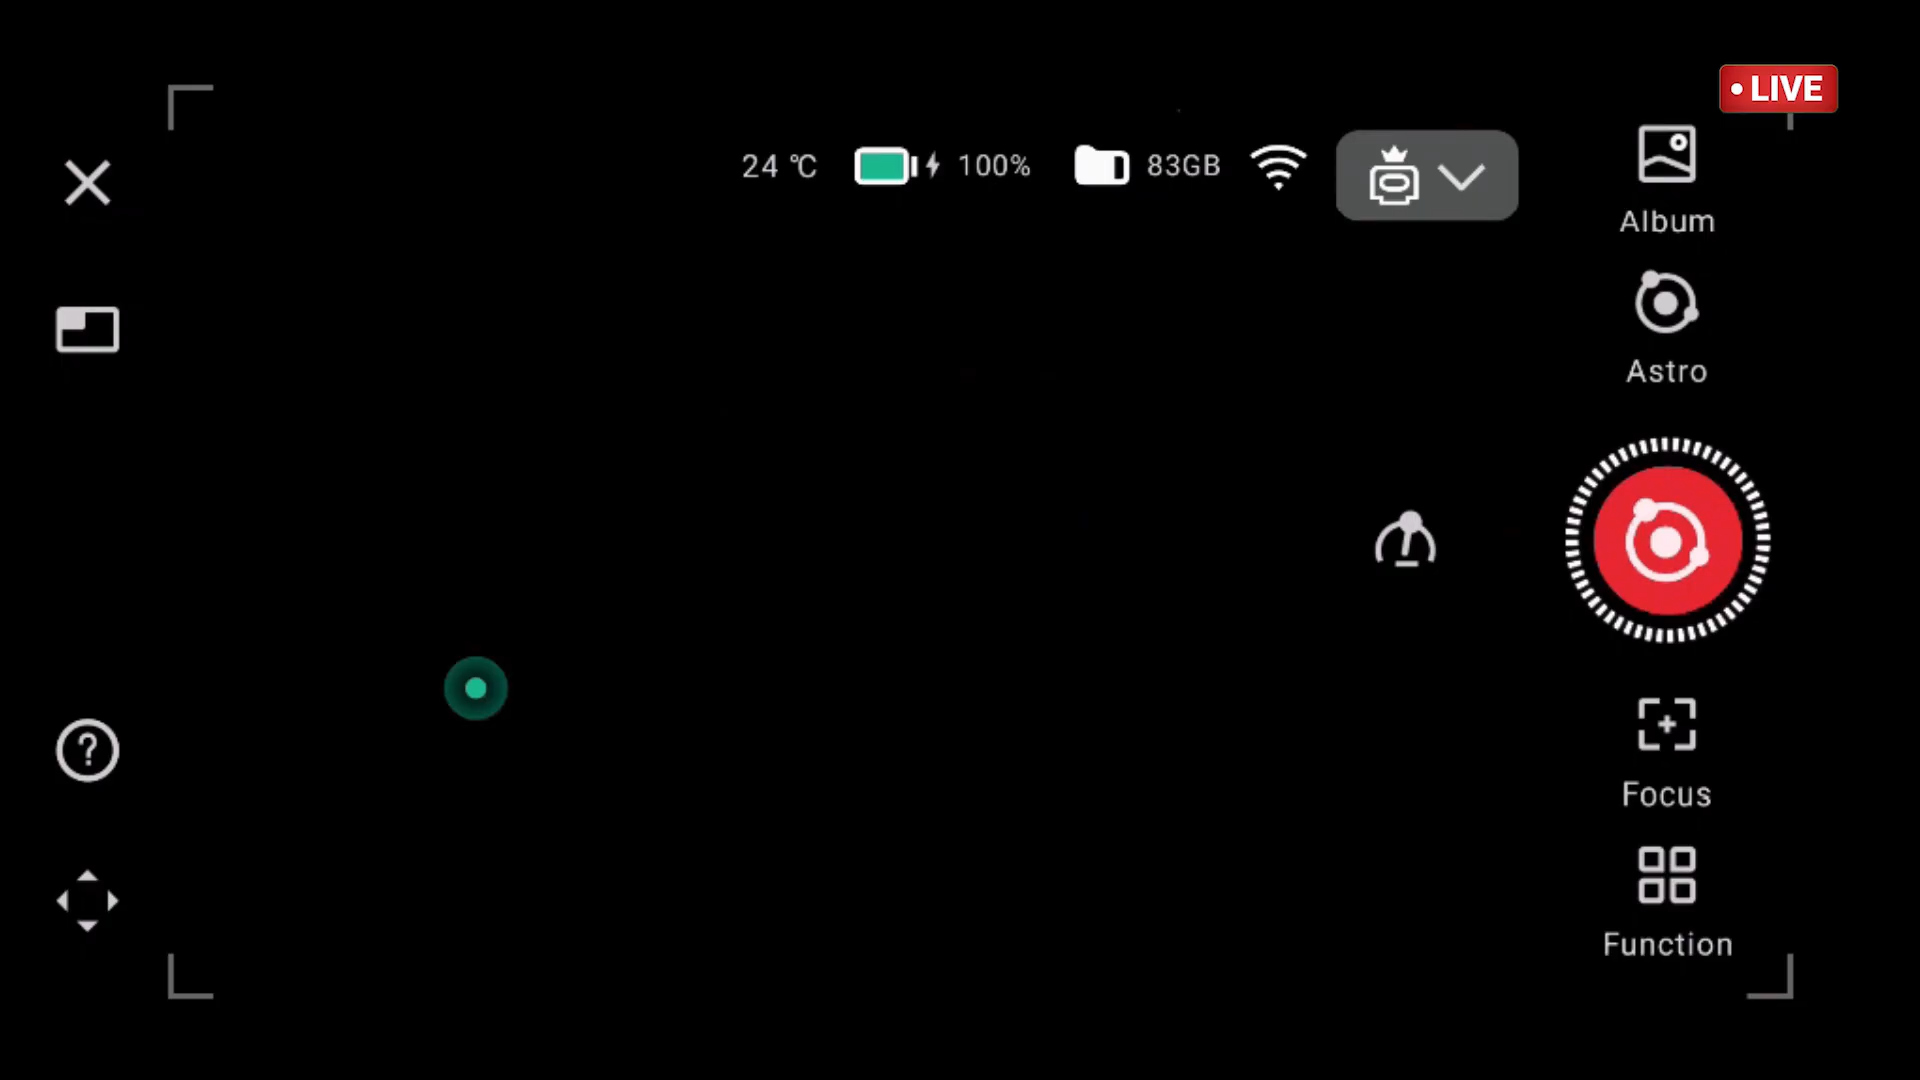 LIVE
24 ℃ 100% 83GB
Album
Astro
Focus
Function